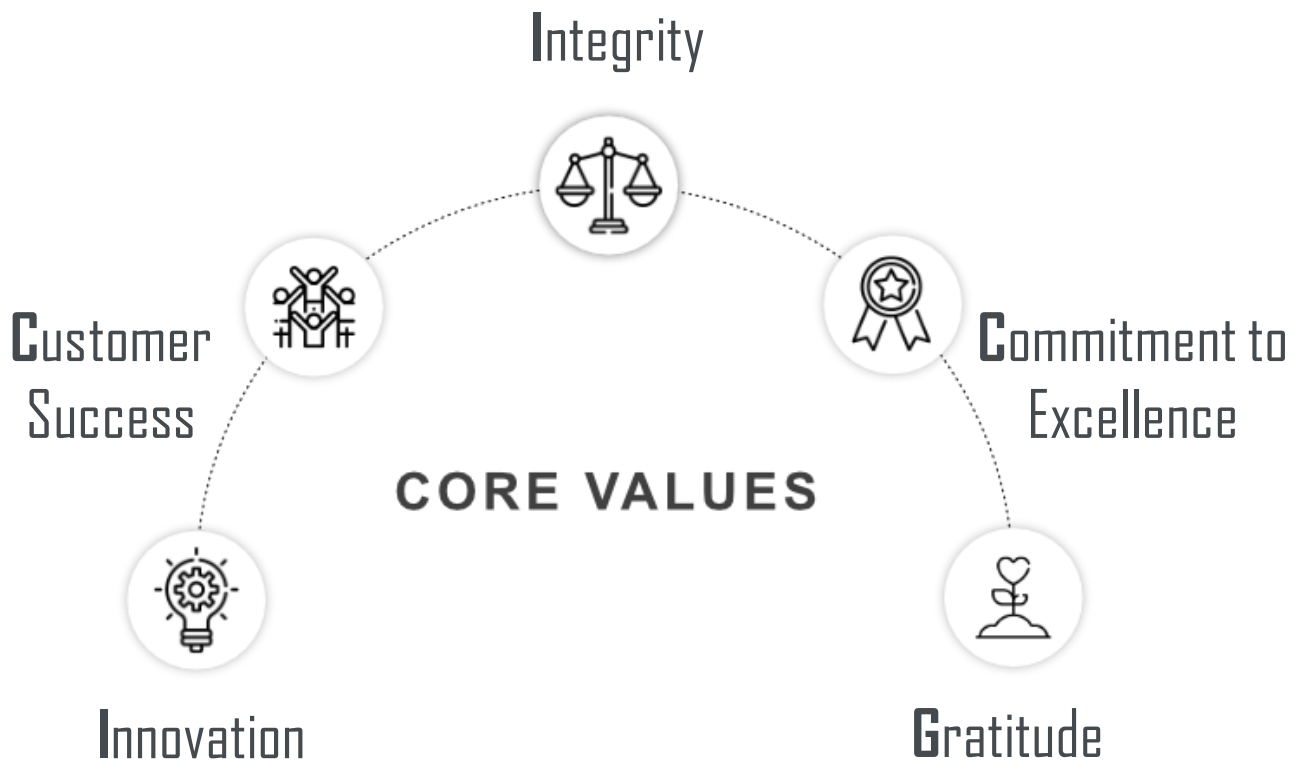 Integrity
Customer
Success
Commitment to
Excellence
CORE VALUES
Innovation
Gratitude